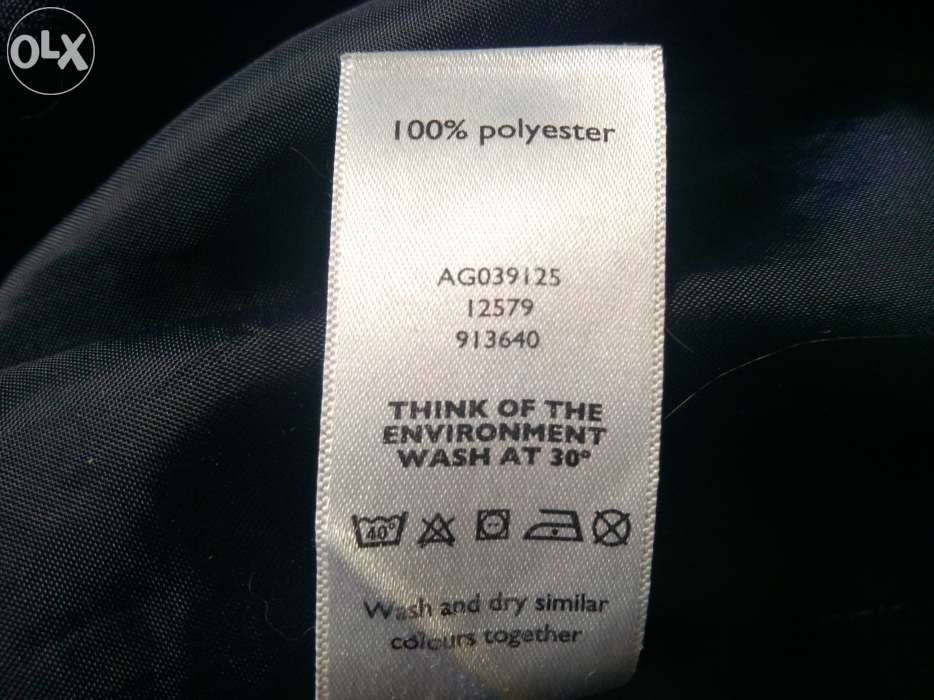 OLX
100% polyester
AG039125
12579
913640
THINK OF THE
ENVIRONMENT
WASH AT 30°
40°
Wash and dry similar
colours together